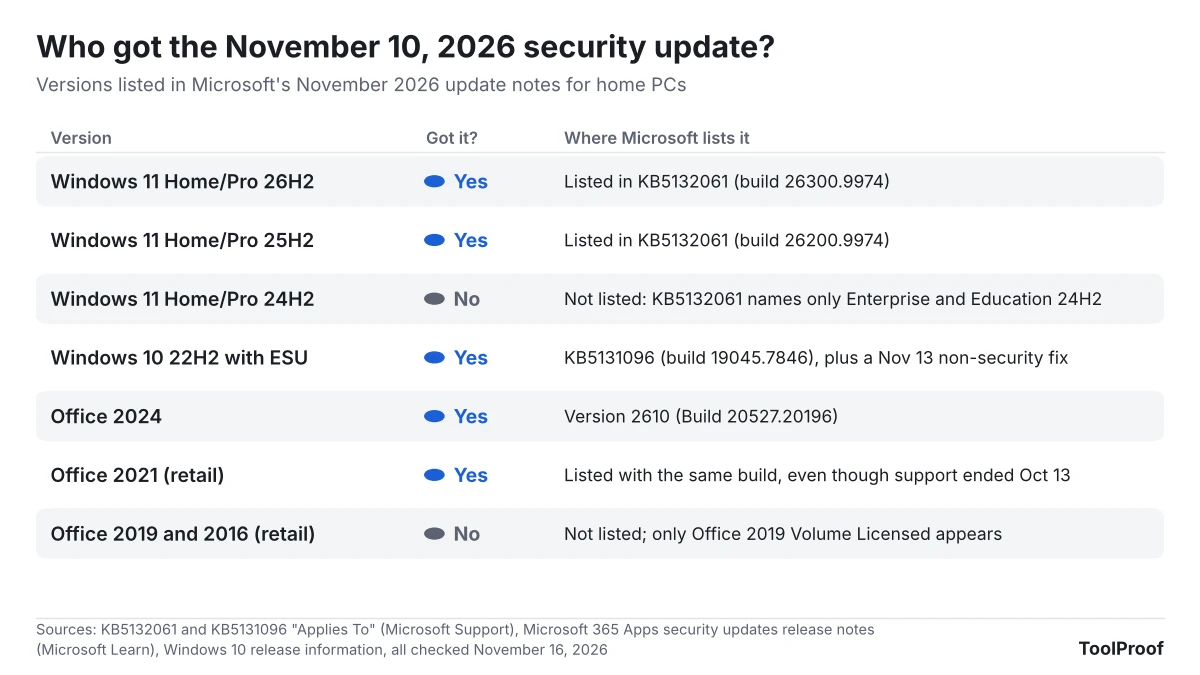 Who got the November 10, 2026 security update?
Versions listed in Microsoft's November 2026 update notes for home PCs
Version Got it? Where Microsoft lists it
Windows 11 Home/Pro 26H2 Yes Listed in KB5132061 (build 26300.9974)
Windows 11 Home/Pro 25H2 Yes Listed in KB5132061 (build 26200.9974)
Windows 11 Home/Pro 24H2 No Not listed: KB5132061 names only Enterprise and Education 24H2
Windows 10 22H2 with ESU Yes KB5131096 (build 19045.7846), plus a Nov 13 non-security fix
Office 2024 Yes Version 2610 (Build 20527.20196)
Office 2021 (retail) Yes Listed with the same build, even though support ended Oct 13
Office 2019 and 2016 (retail) No Not listed; only Office 2019 Volume Licensed appears
Sources: KB5132061 and KB5131096 "Applies To" (Microsoft Support), Microsoft 365 Apps security updates release notes
(Microsoft Learn), Windows 10 release information, all checked November 16, 2026
ToolProof